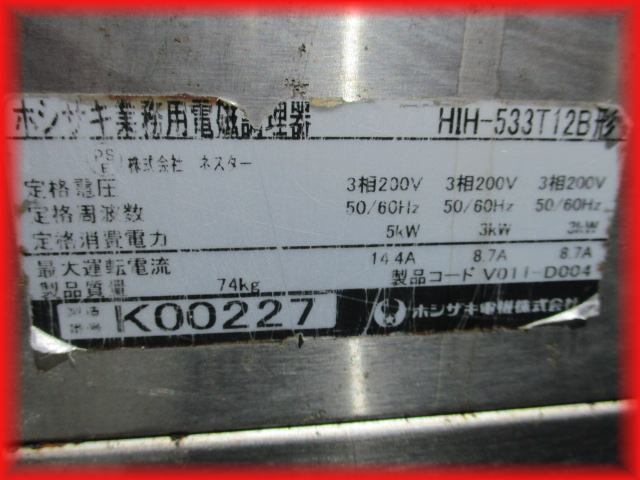 ホシザキ業務用電磁調理器 HIH-533T12B形
PS E 株式会社 ネスター
定格電圧 3相200V 3相200V 3相200V
定格周波数 50/60Hz 50/60Hz 50/60Hz
定格消費電力 5kW 3kW 3kW
最大運転電流 14.4A 8.7A 8.7A
製品質量 74kg 製品コード V011-D004
製造番号 K00227 ホシザキ電機株式会社